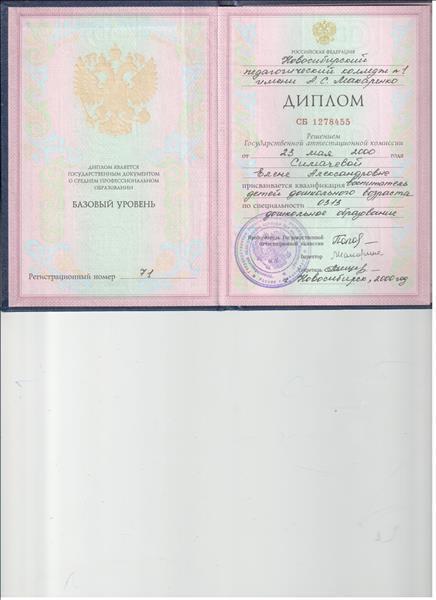 ДИПЛОМ ЯВЛЯЕТСЯ
ГОСУДАРСТВЕННЫМ ДОКУМЕНТОМ
О СРЕДНЕМ ПРОФЕССИОНАЛЬНОМ
ОБРАЗОВАНИИ
БАЗОВЫЙ УРОВЕНЬ
Регистрационный номер 71
РОССИЙСКАЯ ФЕДЕРАЦИЯ
Новосибирский
педагогический колледж №1
имени А.С. Макаренко
ДИПЛОМ
СБ 1278455
Решением
Государственной аттестационной комиссии
от 23 мая 2000 года
Симачевой
Елене Александровне
присваивается квалификация воспитатель
детей дошкольного возраста
по специальности 0313
дошкольное образование
Председатель Государственной
аттестационной комиссии
Директор
Секретарь
г. Новосибирск, 2000 год